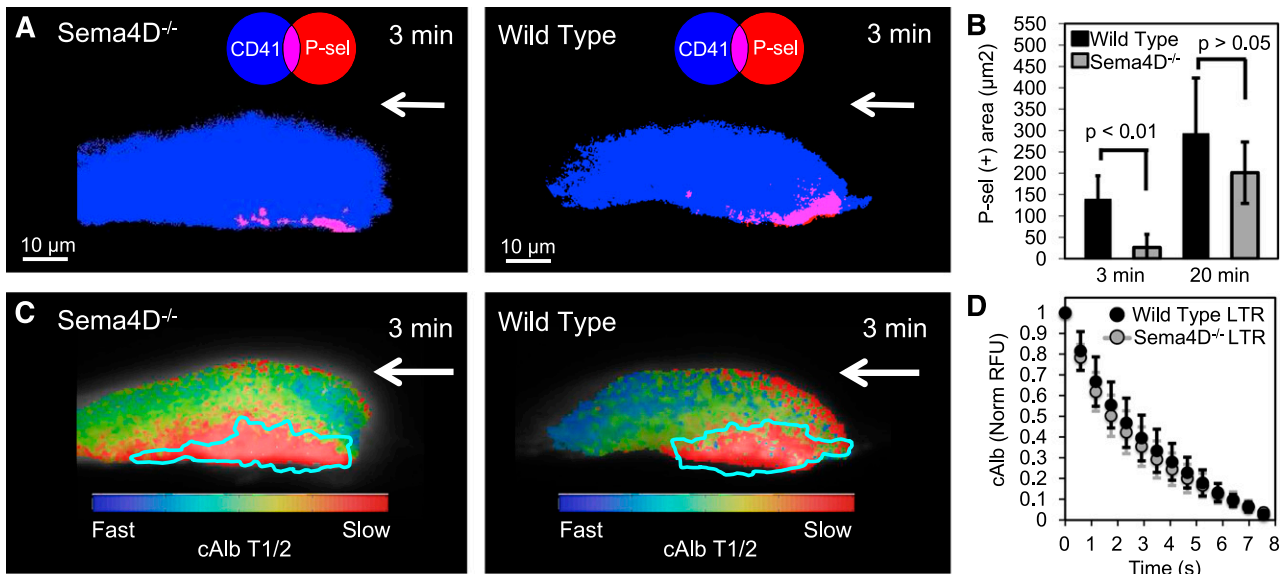 A
Sema4D-/-
3 min
CD41
P-sel
10 µm
Wild Type
3 min
CD41
P-sel
10 µm
B
P-sel (+) area (µm2)
550
500
450
400
350
300
250
200
150
100
50
0
Wild Type
Sema4D-/-
p > 0.05
p < 0.01
3 min
20 min
C
Sema4D-/-
3 min
Fast
Slow
cAlb T1/2
Wild Type
3 min
Fast
Slow
cAlb T1/2
D
cAlb (Norm RFU)
1
0.9
0.8
0.7
0.6
0.5
0.4
0.3
0.2
0.1
0
Wild Type LTR
Sema4D-/- LTR
0 1 2 3 4 5 6 7 8
Time (s)